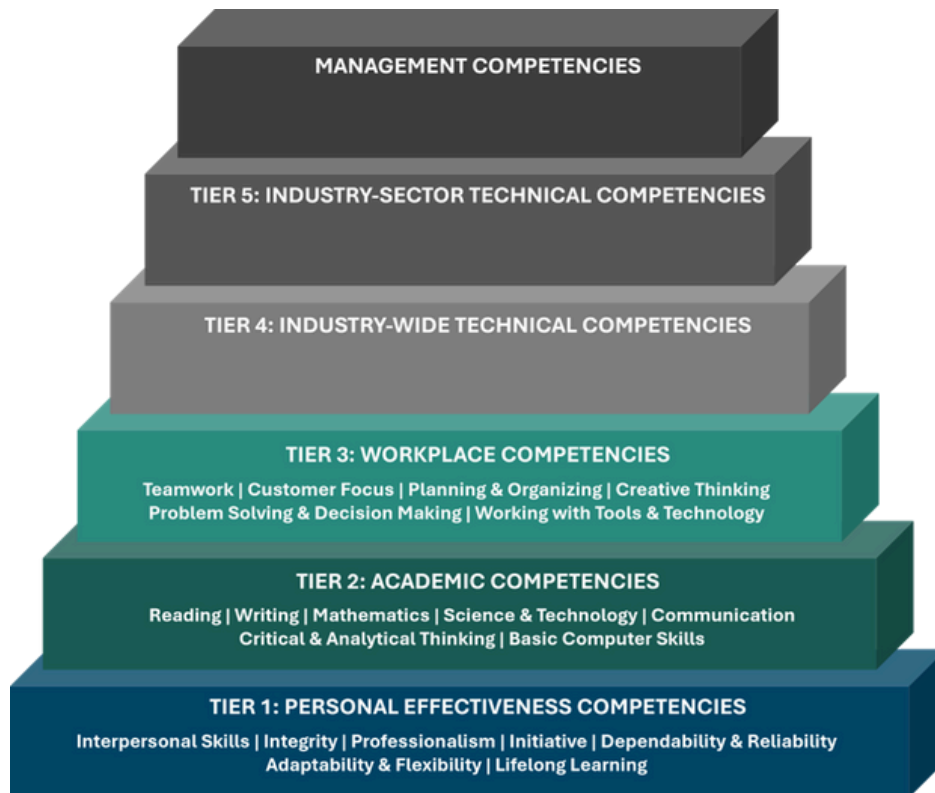 MANAGEMENT COMPETENCIES
TIER 5: INDUSTRY-SECTOR TECHNICAL COMPETENCIES
TIER 4: INDUSTRY-WIDE TECHNICAL COMPETENCIES
TIER 3: WORKPLACE COMPETENCIES
Teamwork | Customer Focus | Planning & Organizing | Creative Thinking
Problem Solving & Decision Making | Working with Tools & Technology
TIER 2: ACADEMIC COMPETENCIES
Reading | Writing | Mathematics | Science & Technology | Communication
Critical & Analytical Thinking | Basic Computer Skills
TIER 1: PERSONAL EFFECTIVENESS COMPETENCIES
Interpersonal Skills | Integrity | Professionalism | Initiative | Dependability & Reliability
Adaptability & Flexibility | Lifelong Learning